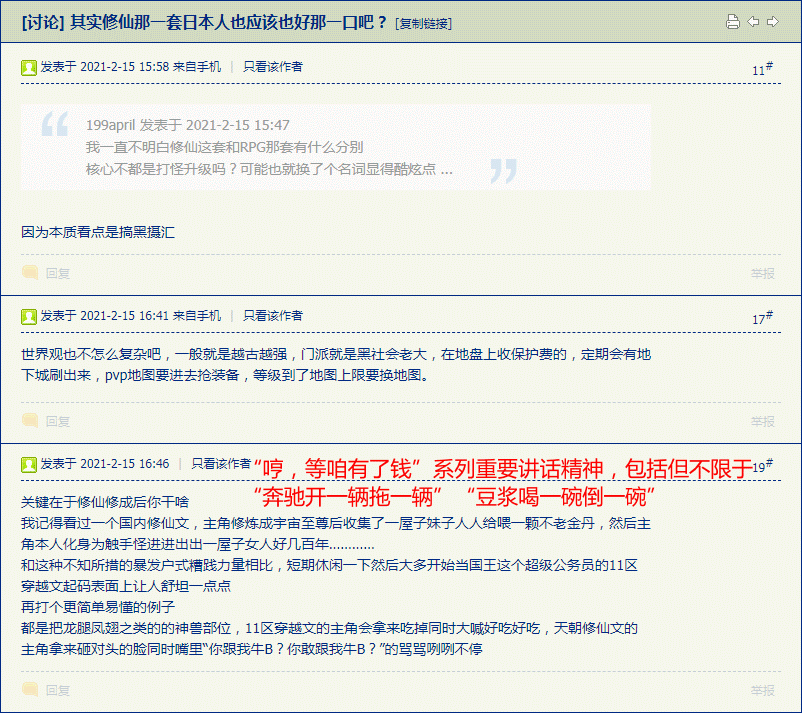 [讨论] 其实修仙那一套日本人也应该也好那一口吧？ [复制链接]
发表于 2021-2-15 15:58 来自手机 | 只看该作者
11#
199april 发表于 2021-2-15 15:47
我一直不明白修仙这套和RPG那套有什么分别
核心不都是打怪升级吗？可能也就换了个名词显得酷炫点 ...
因为本质看点是搞黑摄汇
回复
举报
发表于 2021-2-15 16:41 来自手机 | 只看该作者
17#
世界观也不怎么复杂吧，一般就是越古越强，门派就是黑社会老大，在地盘上收保护费的，定期会有地
下城刷出来，pvp地图要进去抢装备，等级到了地图上限要换地图。
回复
举报
发表于 2021-2-15 16:46 | 只看该作者
“哼，等咱有了钱”系列重要讲话精神，包括但不限于
19#
“奔驰开一辆拖一辆” “豆浆喝一碗倒一碗”
关键在于修仙修成后你干啥
我记得看过一个国内修仙文，主角修炼成宇宙至尊后收集了一屋子妹子人人给喂一颗不老金丹，然后主
角本人化身为触手怪进进出出一屋子女人好几百年…………
和这种不知所措的暴发户式糟践力量相比，短期休闲一下然后大多开始当国王这个超级公务员的11区
穿越文起码表面上让人舒坦一点点
再打个更简单易懂的例子
都是把龙腿凤翅之类的的神兽部位，11区穿越文的主角会拿来吃掉同时大喊好吃好吃，天朝修仙文的
主角拿来砸对头的脸同时嘴里“你跟我牛B？你敢跟我牛B？”的骂骂咧咧不停
回复
举报